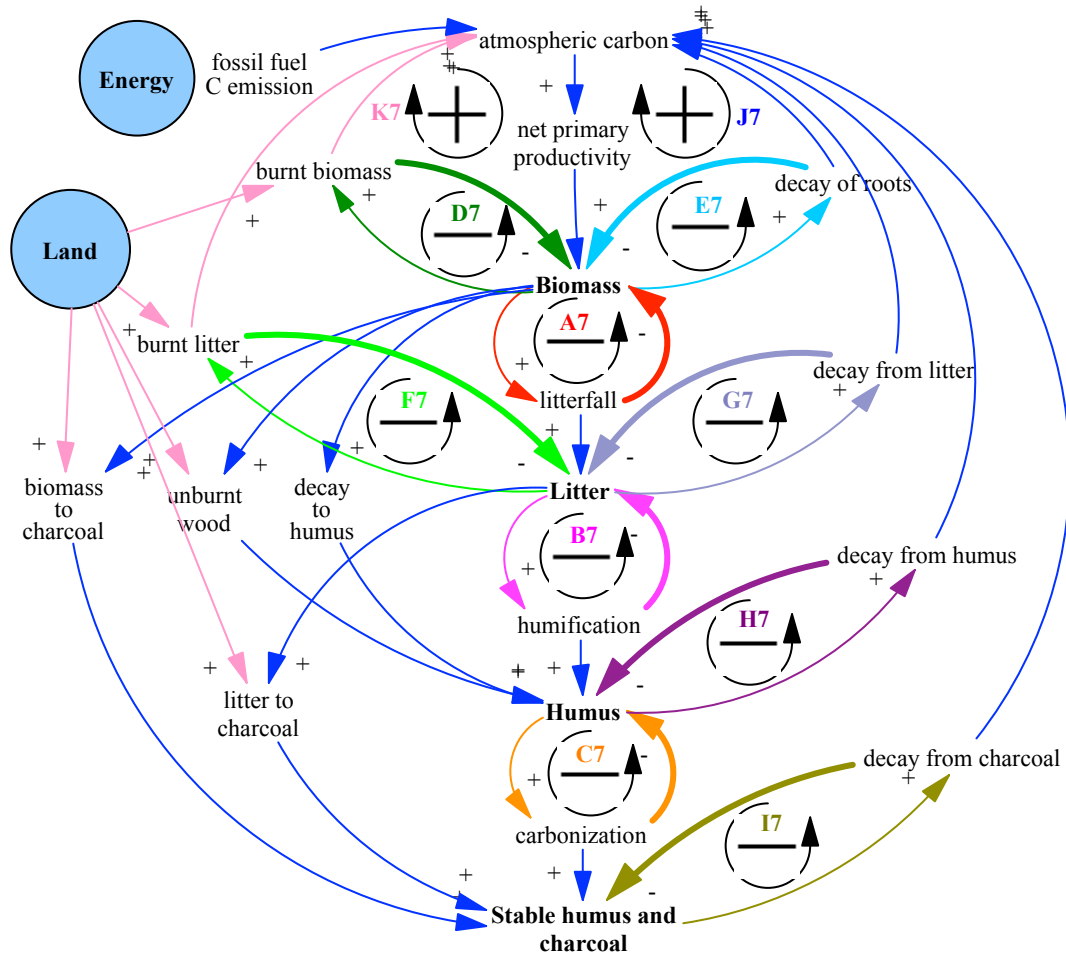 Energy
fossil fuel
C emission
atmospheric carbon
+
+
+
+
+
+
+
K7
J7
+
net primary
productivity
burnt biomass
+
decay of roots
+
D7
E7
+
+
-
-
Land
Biomass
A7
-
+
burnt litter
+
+
litterfall
+
decay from litter
+
F7
G7
+
+
+
+
+
-
-
biomass
to
charcoal
unburnt
wood
decay
to
humus
Litter
B7
-
+
decay from humus
+
humification
H7
+
+
+
+
+
-
litter to
charcoal
Humus
C7
-
+
decay from charcoal
+
carbonization
I7
+
+
+
-
Stable humus and
charcoal